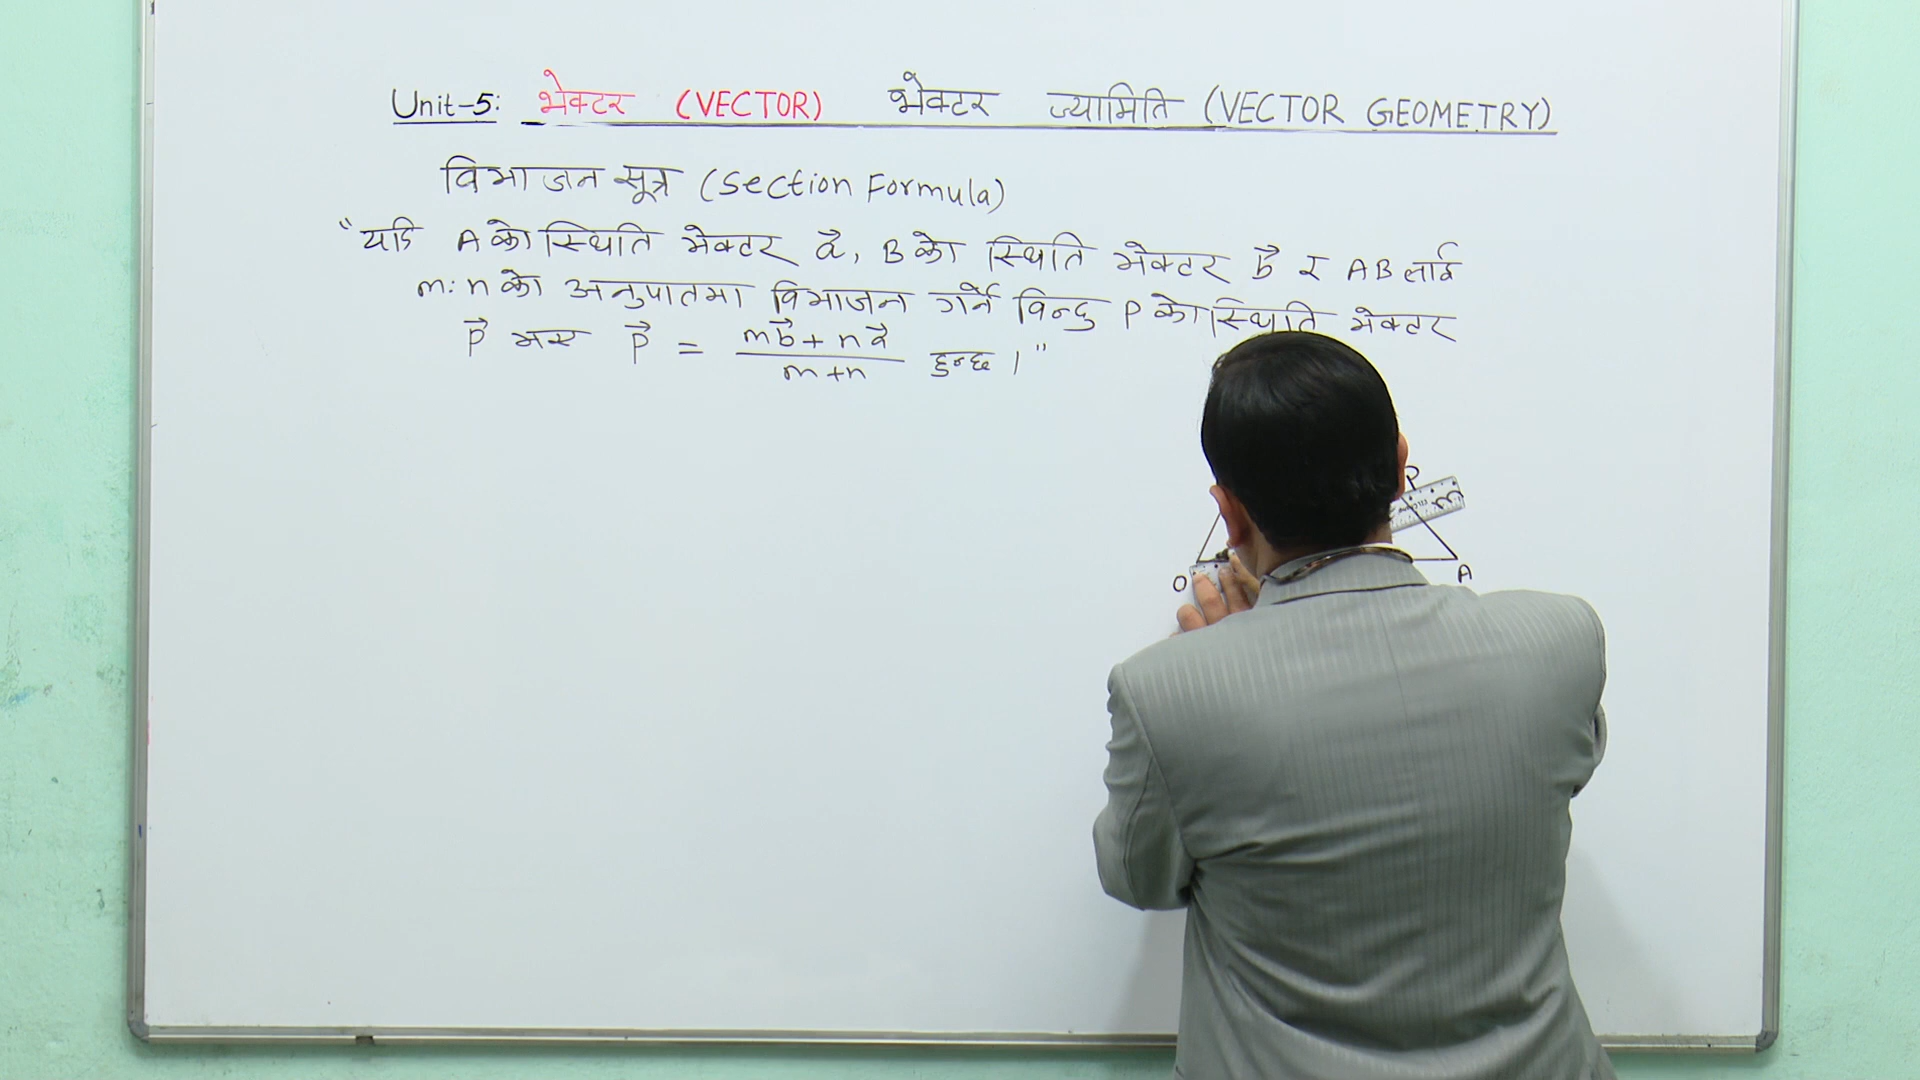 Unit-5: भेक्टर (VECTOR) भेक्टर ज्यामिति (VECTOR GEOMETRY)
विभाजन सूत्र (Section Formula)
"यदि A को स्थिति भेक्टर a⃗, B को स्थिति भेक्टर b⃗ र AB लाई
m:n को अनुपातमा विभाजन गर्ने विन्दु P को स्थिति भेक्टर
p⃗ भए p⃗ = (mb⃗ + na⃗)/(m+n) हुन्छ ।"
P
m
O
A